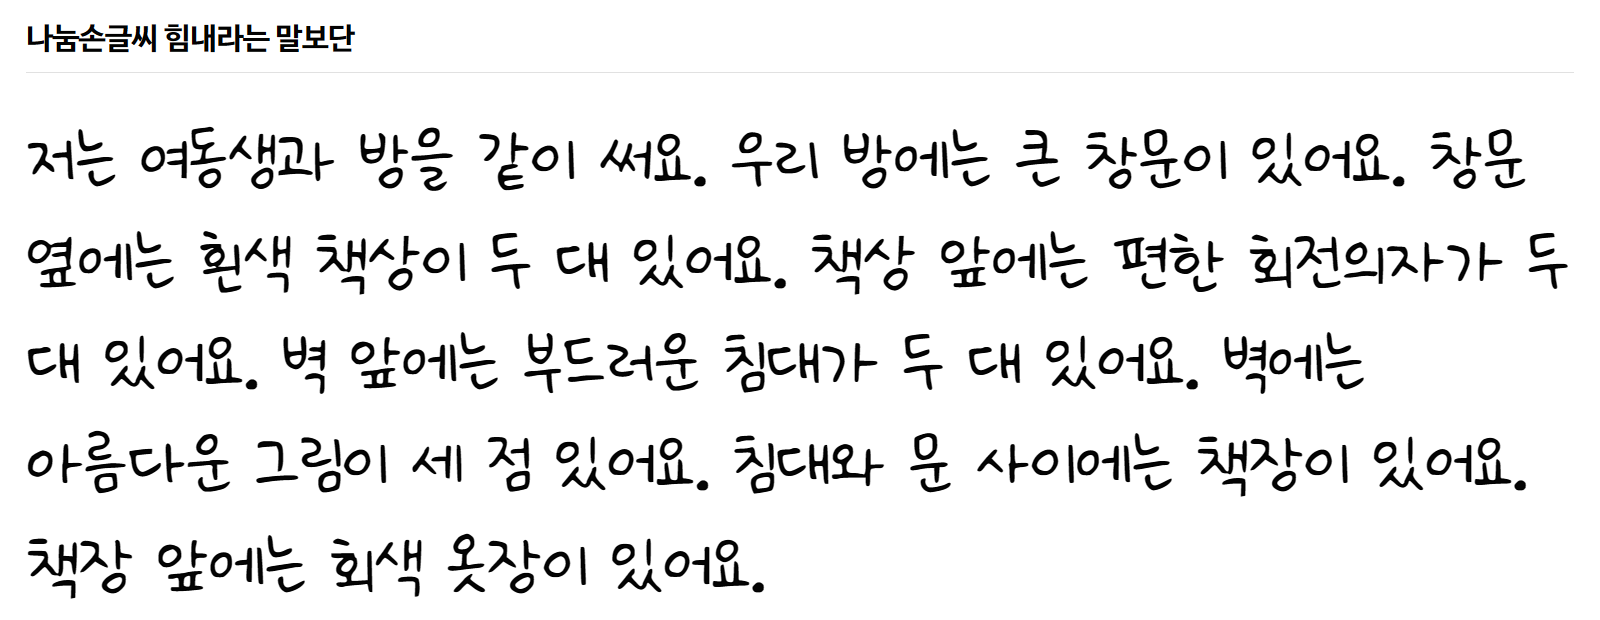 나눔손글씨 힘내라는 말보단
저는 여동생과 방을 같이 써요. 우리 방에는 큰 창문이 있어요. 창문
옆에는 흰색 책상이 두 대 있어요. 책상 앞에는 편한 회전의자가 두
대 있어요. 벽 앞에는 부드러운 침대가 두 대 있어요. 벽에는
아름다운 그림이 세 점 있어요. 침대와 문 사이에는 책장이 있어요.
책장 앞에는 회색 옷장이 있어요.